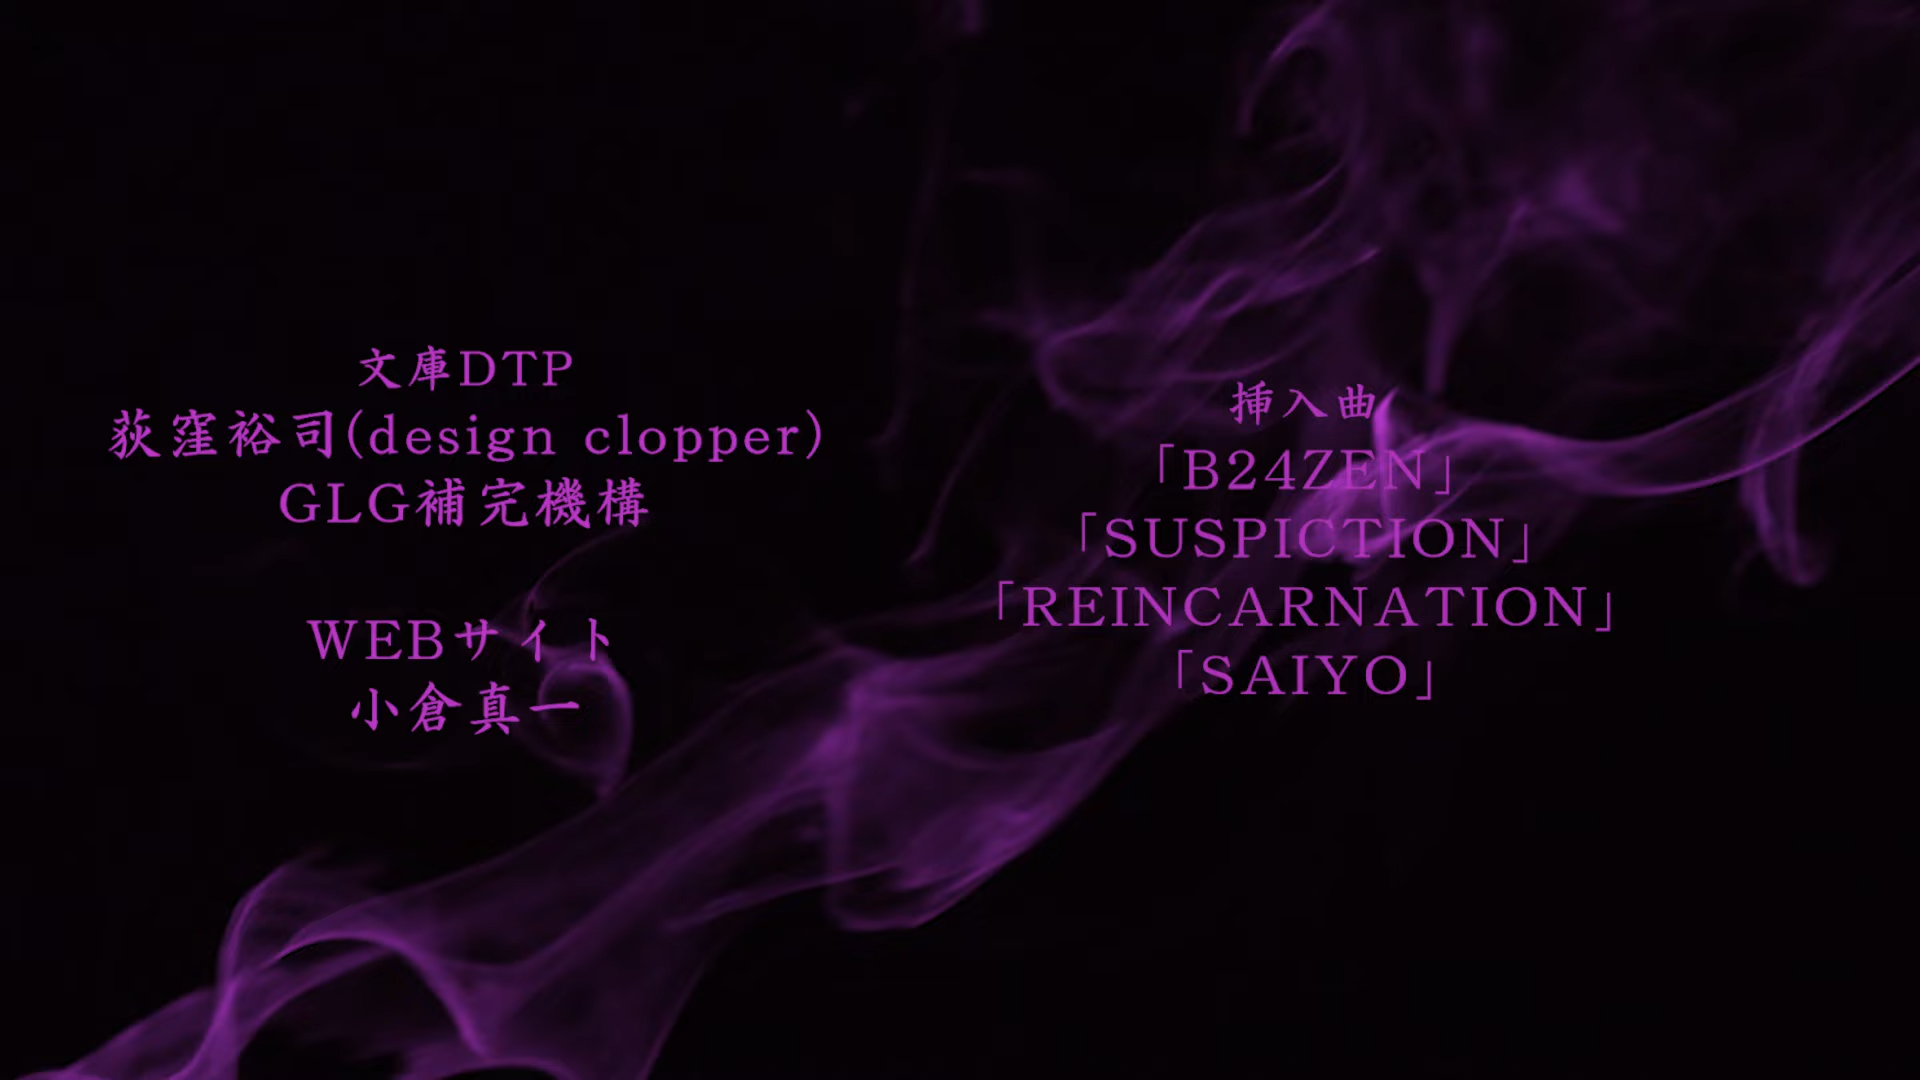 文庫DTP
荻窪裕司(design clopper)
GLG補完機構
WEBサイト
小倉真一
挿入曲
「B24ZEN」
「SUSPICTION」
「REINCARNATION」
「SAIYO」